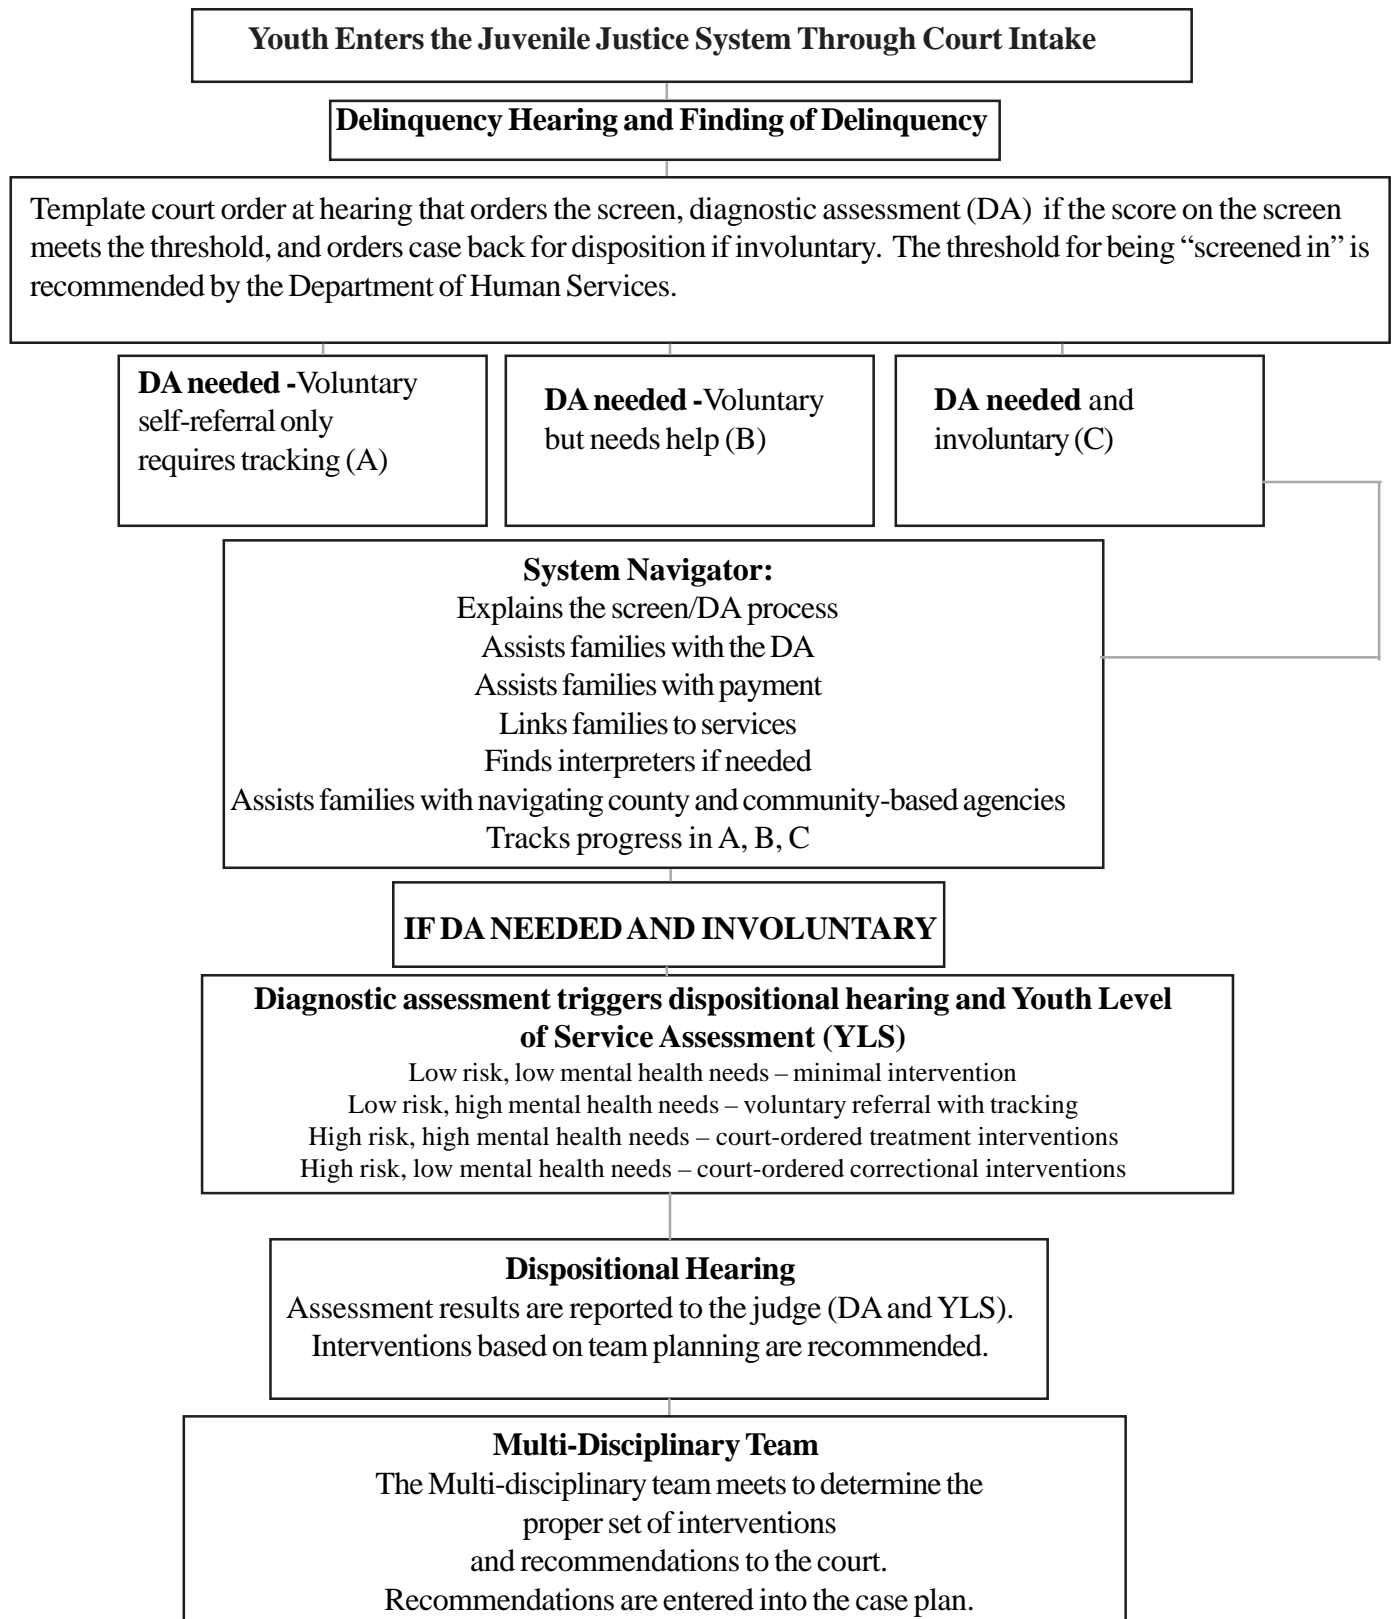 Youth Enters the Juvenile Justice System Through Court Intake
Delinquency Hearing and Finding of Delinquency
Template court order at hearing that orders the screen, diagnostic assessment (DA) if the score on the screen
meets the threshold, and orders case back for disposition if involuntary. The threshold for being “screened in” is
recommended by the Department of Human Services.
DA needed -Voluntary
self-referral only
requires tracking (A)
DA needed -Voluntary
but needs help (B)
DA needed and
involuntary (C)
System Navigator:
Explains the screen/DA process
Assists families with the DA
Assists families with payment
Links families to services
Finds interpreters if needed
Assists families with navigating county and community-based agencies
Tracks progress in A, B, C
IF DA NEEDED AND INVOLUNTARY
Diagnostic assessment triggers dispositional hearing and Youth Level
of Service Assessment (YLS)
Low risk, low mental health needs – minimal intervention
Low risk, high mental health needs – voluntary referral with tracking
High risk, high mental health needs – court-ordered treatment interventions
High risk, low mental health needs – court-ordered correctional interventions
Dispositional Hearing
Assessment results are reported to the judge (DA and YLS).
Interventions based on team planning are recommended.
Multi-Disciplinary Team
The Multi-disciplinary team meets to determine the
proper set of interventions
and recommendations to the court.
Recommendations are entered into the case plan.